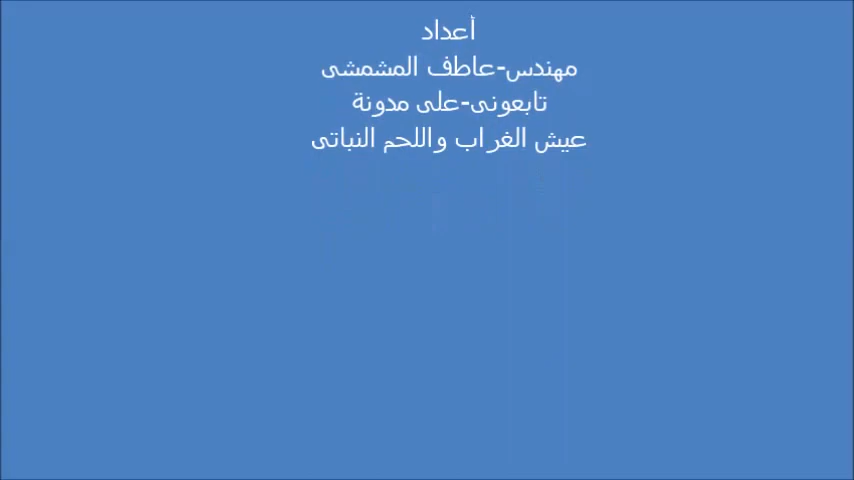 أعداد
مهندس-عاطف المشمشى
تابعونى-على مدونة
عيش الغراب واللحم النباتى